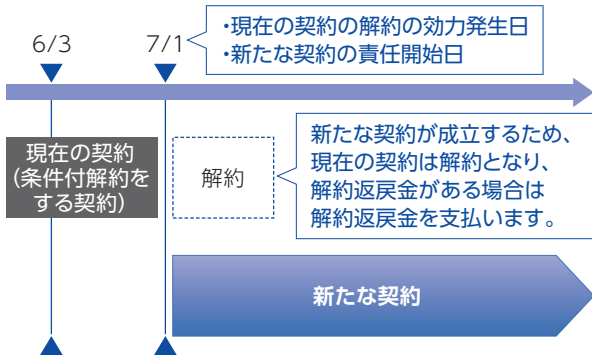 6/3
7/1
・現在の契約の解約の効力発生日
・新たな契約の責任開始日
現在の契約
(条件付解約を
する契約)
解約
新たな契約が成立するため、
現在の契約は解約となり、
解約返戻金がある場合は
解約返戻金を支払います。
新たな契約